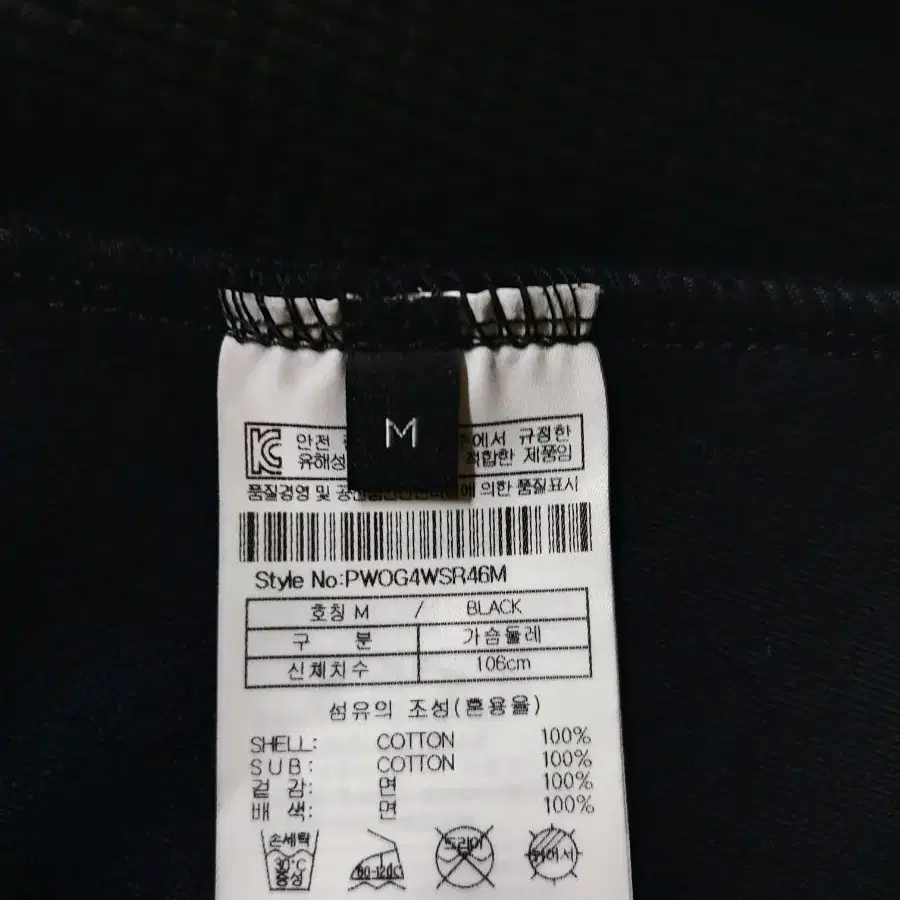 M
KC 안전 에서 규정한
유해성 적합한 제품임
품질경영 및 에 의한 품질표시
Style No:PWOG4WSR46M
호칭 M / BLACK
구 분 가슴둘레
신체치수 106cm
섬유의 조성(혼용율)
SHELL: COTTON 100%
SUB: COTTON 100%
겉 감: 면 100%
배 색: 면 100%
손세탁 드라이
30°C 80-120C
중성